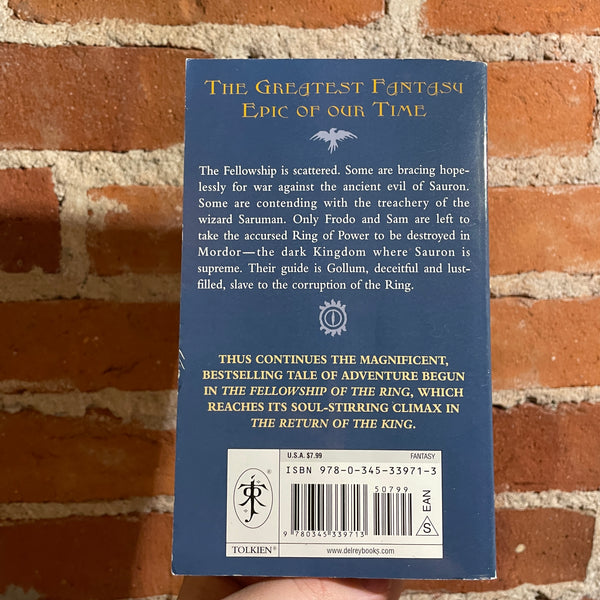 The Greatest Fantasy
Epic of our Time
The Fellowship is scattered. Some are bracing hope-
lessly for war against the ancient evil of Sauron.
Some are contending with the treachery of the
wizard Saruman. Only Frodo and Sam are left to
take the accursed Ring of Power to be destroyed in
Mordor—the dark Kingdom where Sauron is
supreme. Their guide is Gollum, deceitful and lust-
filled, slave to the corruption of the Ring.
THUS CONTINUES THE MAGNIFICENT,
BESTSELLING TALE OF ADVENTURE BEGUN
IN THE FELLOWSHIP OF THE RING, WHICH
REACHES ITS SOUL-STIRRING CLIMAX IN
THE RETURN OF THE KING.
U.S.A. $7.99 FANTASY
ISBN 978-0-345-33971-3
50799
9 780345 339713
S EAN
®
TOLKIEN®
www.delreybooks.com